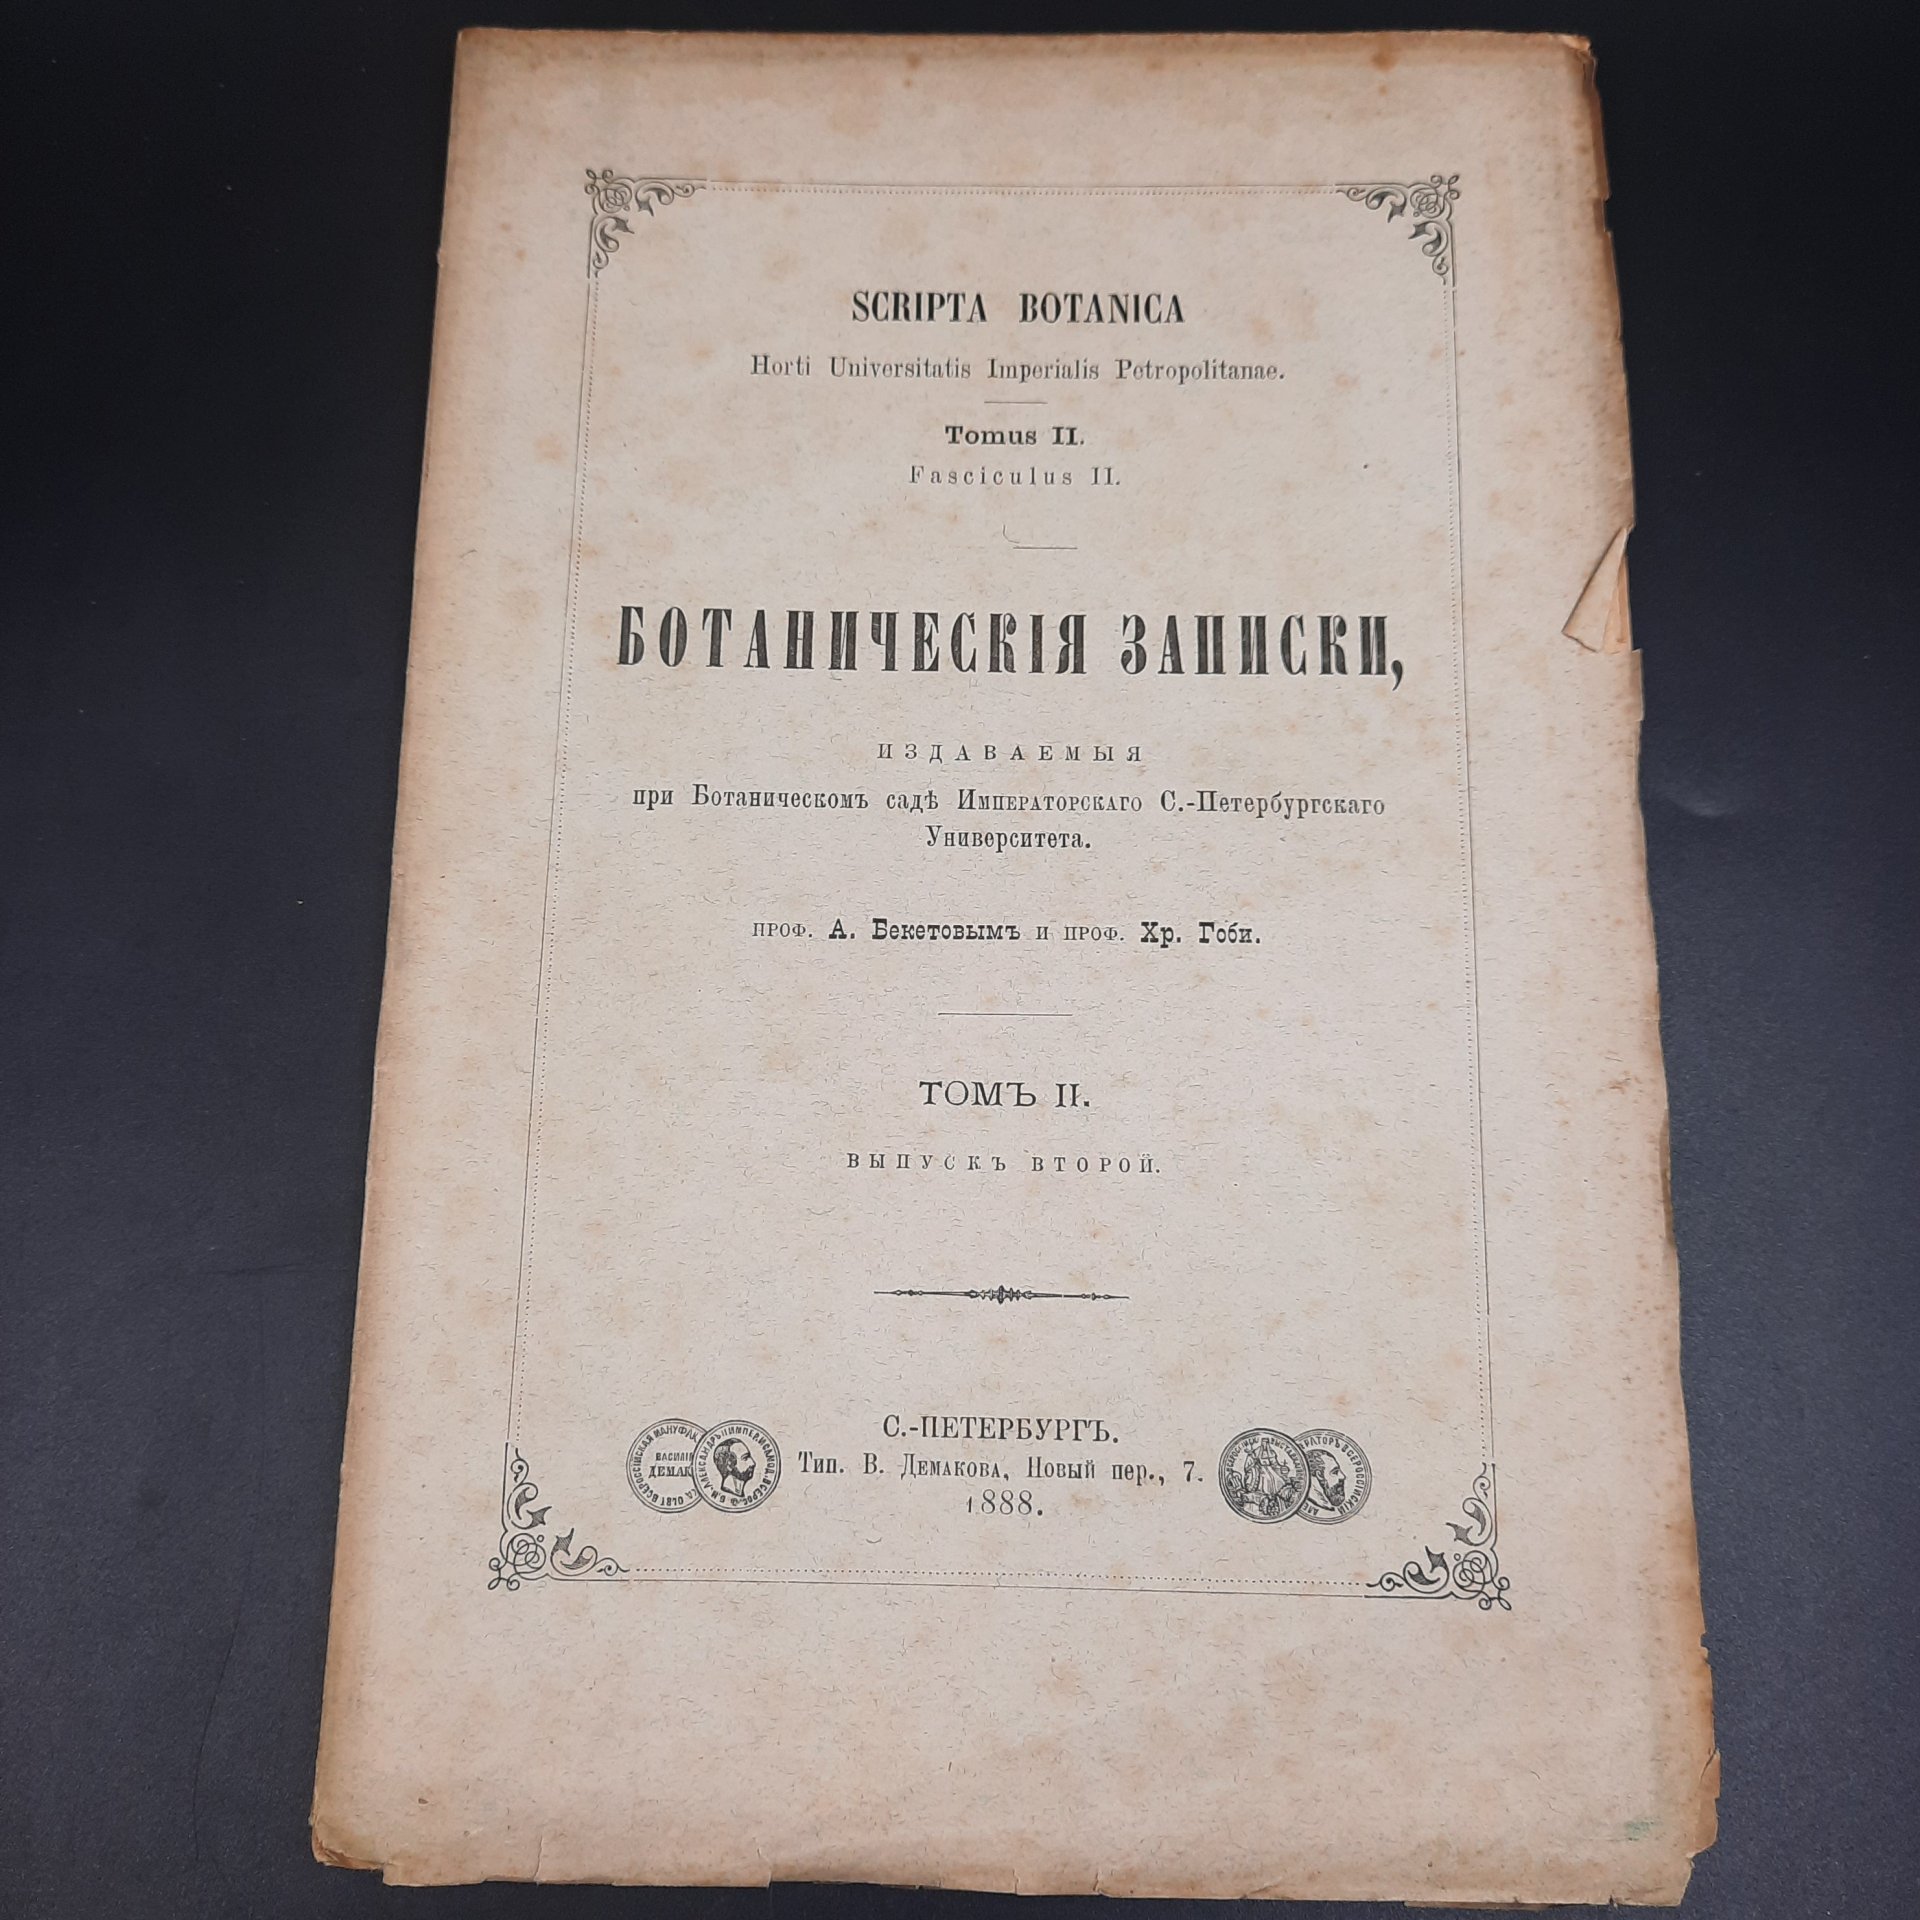 SCRIPTA BOTANICA
Horti Universitatis Imperialis Petropolitanae.
Tomus II.
Fasciculus II.
БОТАНИЧЕСКІЯ ЗАПИСКИ,
ИЗДАВАЕМЫЯ
при Ботаническомъ садѣ Императорскаго С.-Петербургскаго
Университета.
ПРОФ. А. Бекетовымъ и ПРОФ. Хр. Гоби.
ТОМЪ II.
ВЫПУСКЪ ВТОРОЙ.
С.-ПЕТЕРБУРГЪ.
Тип. В. Демакова, Новый пер., 7.
1888.